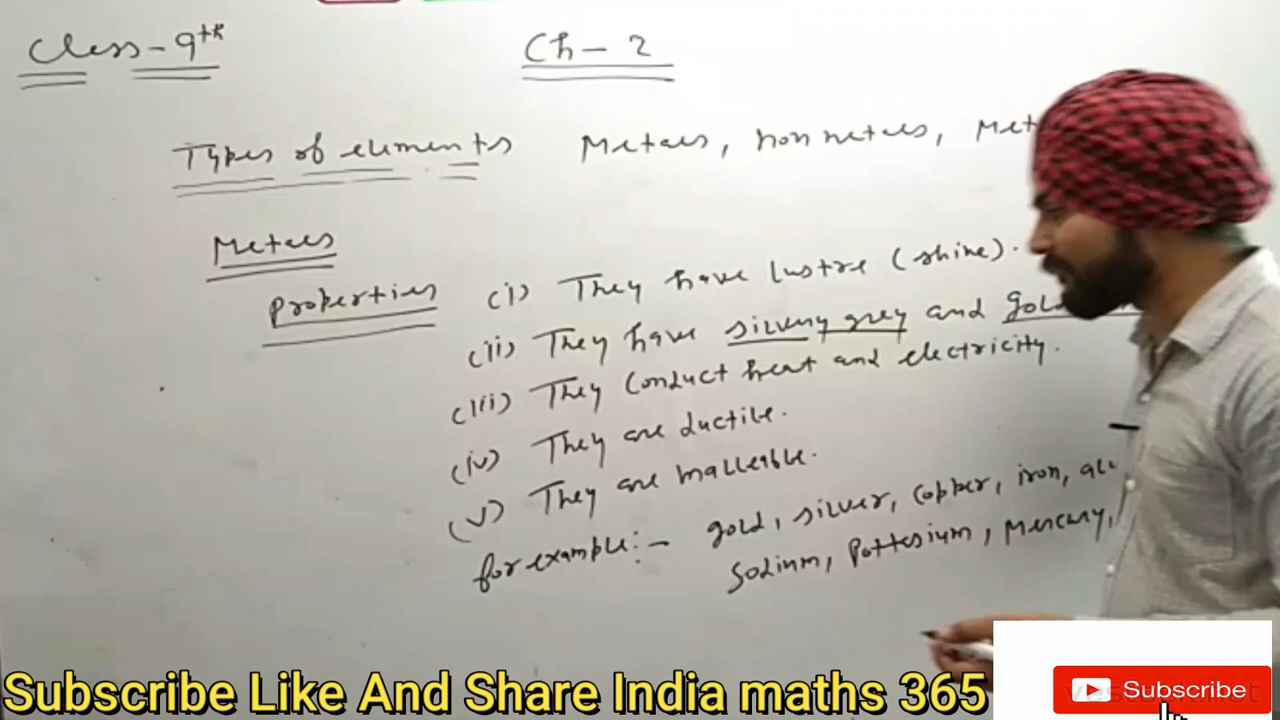 Class - 9th
Ch - 2
Types of elements Metals, non metals, Met
Metals
Properties (i) They have lustre (shine).
(ii) They have silvery grey and gol
(iii) They conduct heat and electricity.
(iv) They are ductile.
(v) They are malleable.
for example:- gold, silver, copper, iron, alu
Sodium, Pottasium, Mercury,
Subscribe Like And Share India maths 365
Subscribe